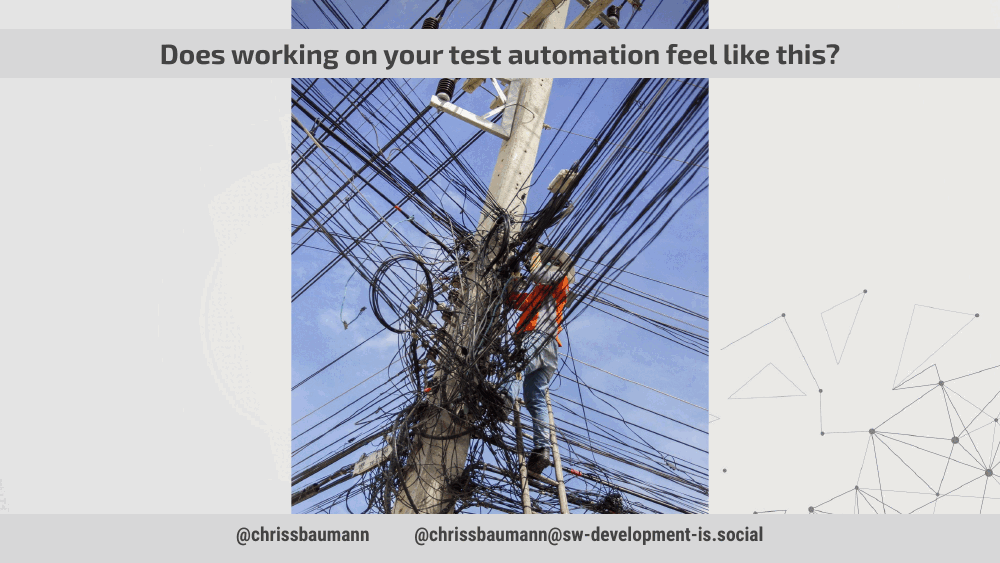 Does working on your test automation feel like this?
@chrissbaumann @chrissbaumann@sw-development-is.social